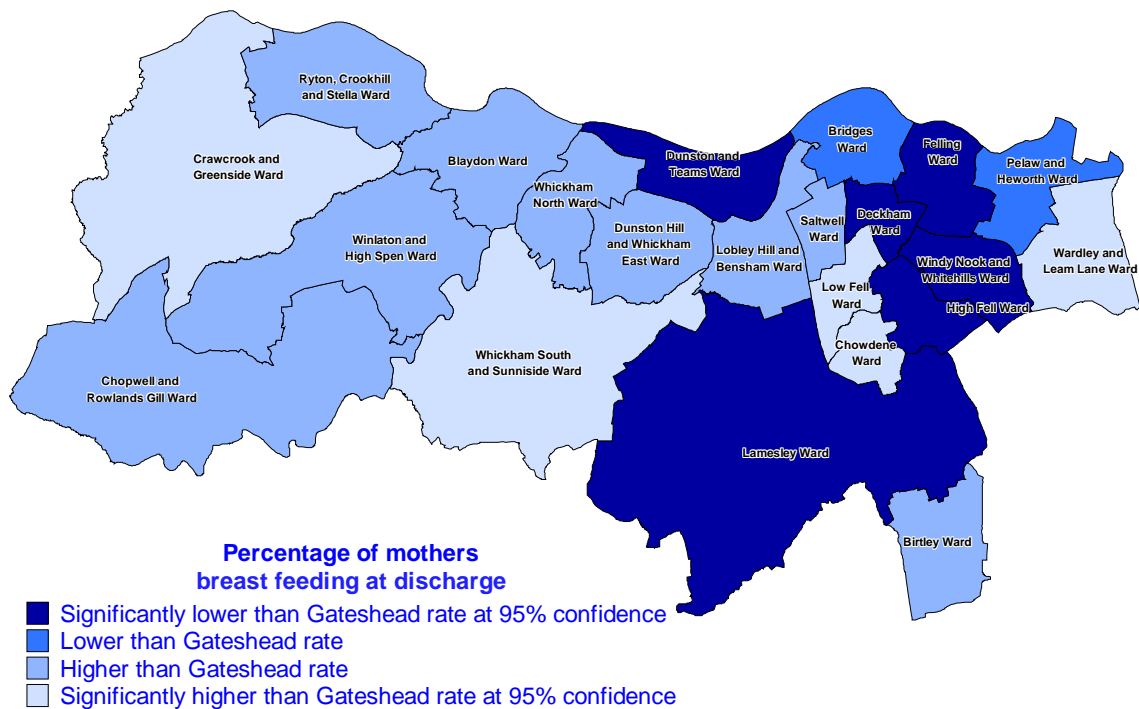 Ryton, Crookhill
and Stella Ward
Crawcrook and
Greenside Ward
Blaydon Ward
Whickham
North Ward
Dunston and
Teams Ward
Bridges
Ward
Felling
Ward
Pelaw and
Heworth Ward
Winlaton and
High Spen Ward
Dunston Hill
and Whickham
East Ward
Lobley Hill and
Bensham Ward
Saltwell
Ward
Deckham
Ward
Windy Nook and
Whitehills Ward
Wardley and
Leam Lane Ward
Low Fell
Ward
High Fell Ward
Chowdene
Ward
Whickham South
and Sunniside Ward
Chopwell and
Rowlands Gill Ward
Lamesley Ward
Birtley Ward
Percentage of mothers
breast feeding at discharge
Significantly lower than Gateshead rate at 95% confidence
Lower than Gateshead rate
Higher than Gateshead rate
Significantly higher than Gateshead rate at 95% confidence